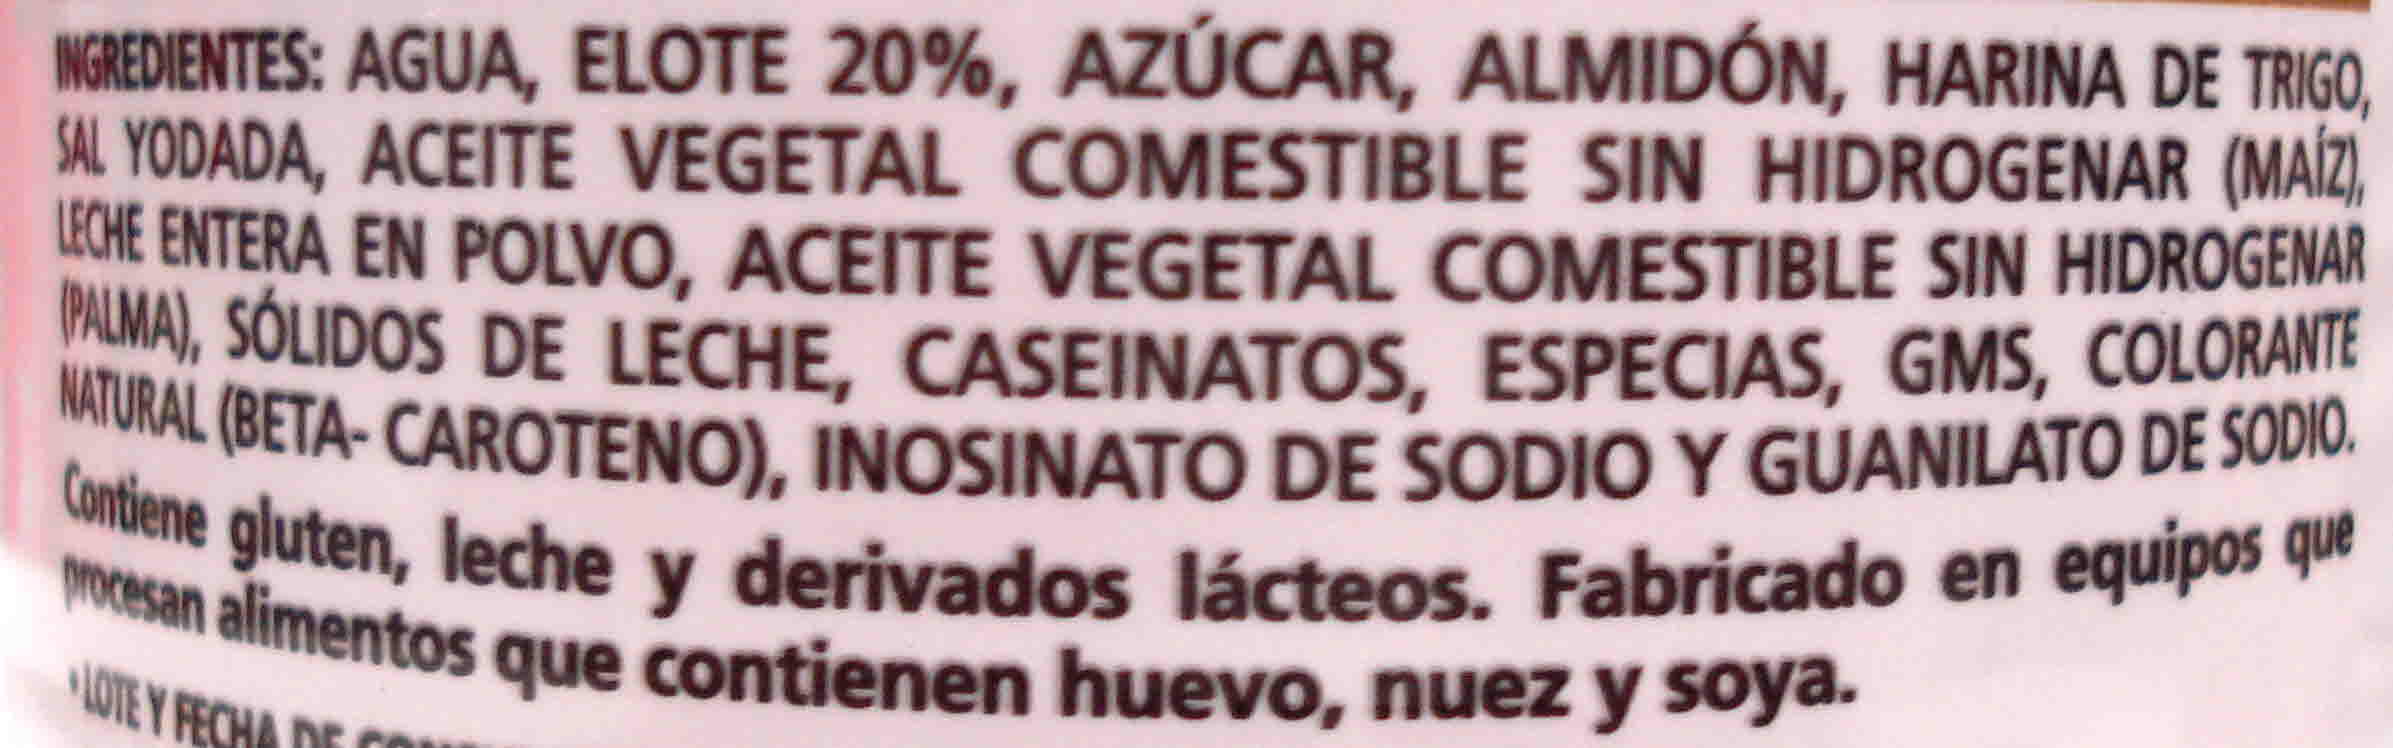 INGREDIENTES: AGUA, ELOTE 20%, AZÚCAR, ALMIDÓN, HARINA DE TRIGO,
SAL YODADA, ACEITE VEGETAL COMESTIBLE SIN HIDROGENAR (MAÍZ),
LECHE ENTERA EN POLVO, ACEITE VEGETAL COMESTIBLE SIN HIDROGENAR
(PALMA), SÓLIDOS DE LECHE, CASEINATOS, ESPECIAS, GMS, COLORANTE
NATURAL (BETA- CAROTENO), INOSINATO DE SODIO Y GUANILATO DE SODIO.
Contiene gluten, leche y derivados lácteos. Fabricado en equipos que
procesan alimentos que contienen huevo, nuez y soya.
• LOTE Y FECHA DE